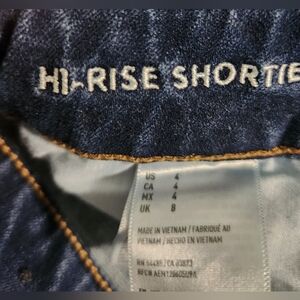 HI-RISE SHORTIE
US 4
CA 4
MX 4
UK 8
MADE IN VIETNAM / FABRIQUÉ AU
VIETNAM / HECHO EN VIETNAM